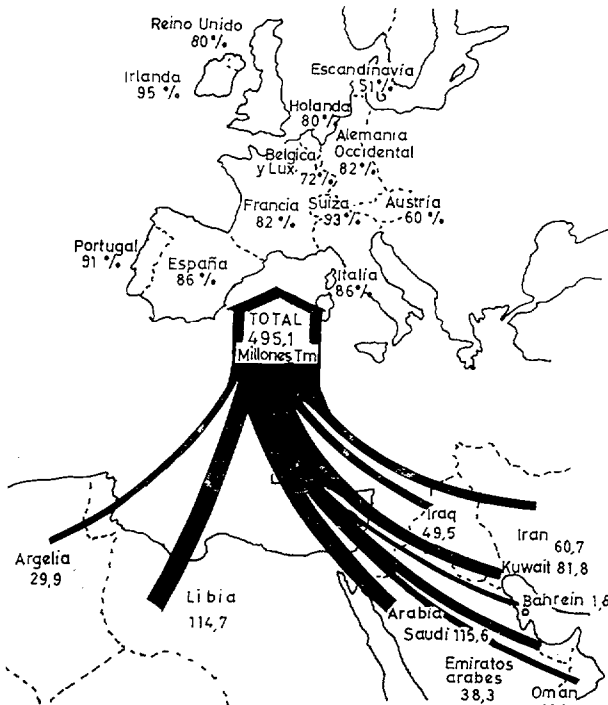 Reino Unido
80 %
Irlanda
95 %
Escandinavia
51 %
Holanda
80 %
Alemania
Occidental
82 %
Belgica
y Lux.
72 %
Francia
82 %
Suiza
93 %
Austria
60 %
Portugal
91 %
España
86 %
Italia
86 %
TOTAL
495,1
Millones Tm
Argelia
29,9
Libia
114,7
Iraq
49,5
Iran
60,7
Kuwait 81,8
Bahrein 1,6
Arabia
Saudi 115,6
Emiratos
arabes
38,3
Oman